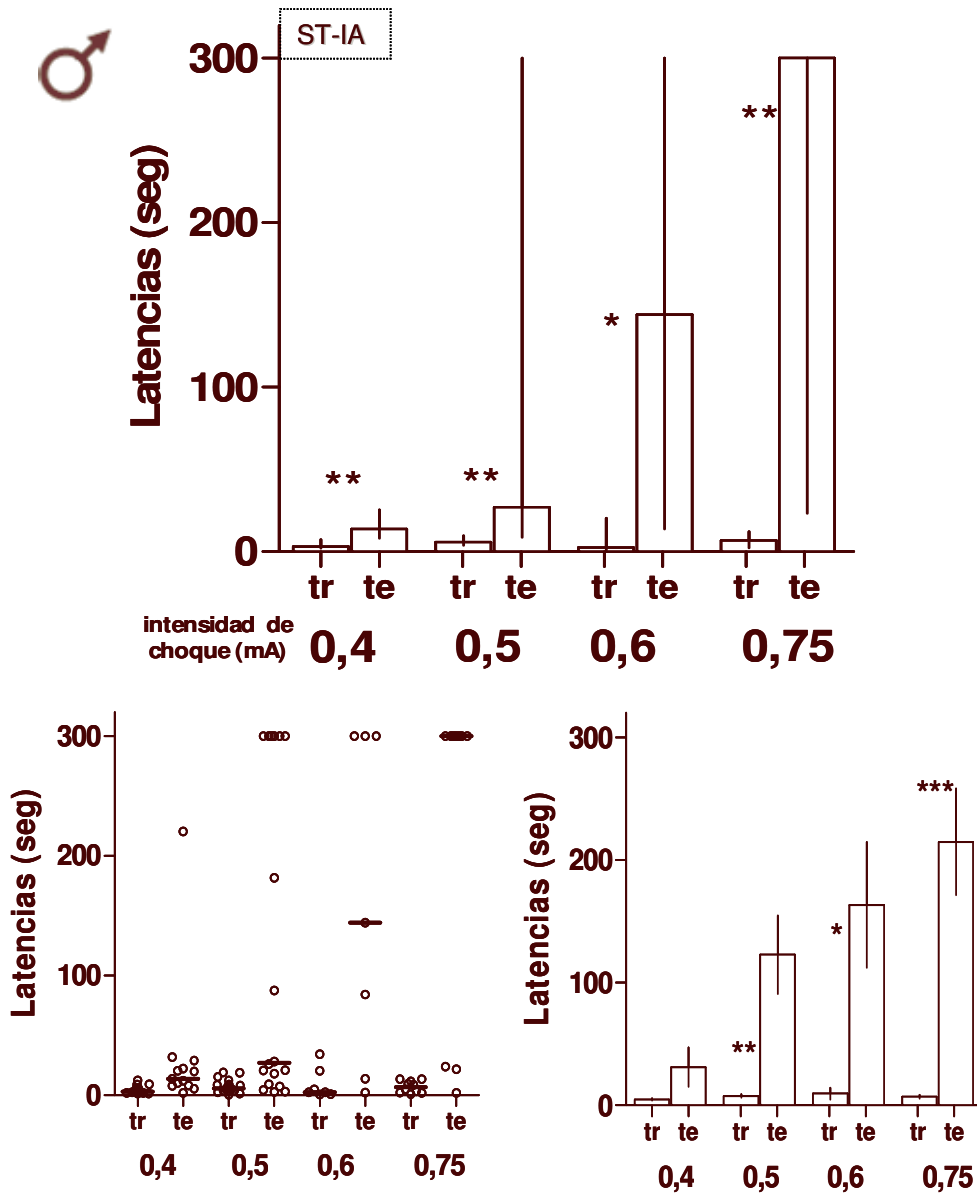 ST-IA
Latencias (seg)
300
200
100
0
** ** * **
tr te tr te tr te tr te
intensidad de
choque (mA)
0,4 0,5 0,6 0,75
Latencias (seg)
300
200
100
0
tr te tr te tr te tr te
0,4 0,5 0,6 0,75
Latencias (seg)
300
200
100
0
** * ***
tr te tr te tr te tr te
0,4 0,5 0,6 0,75